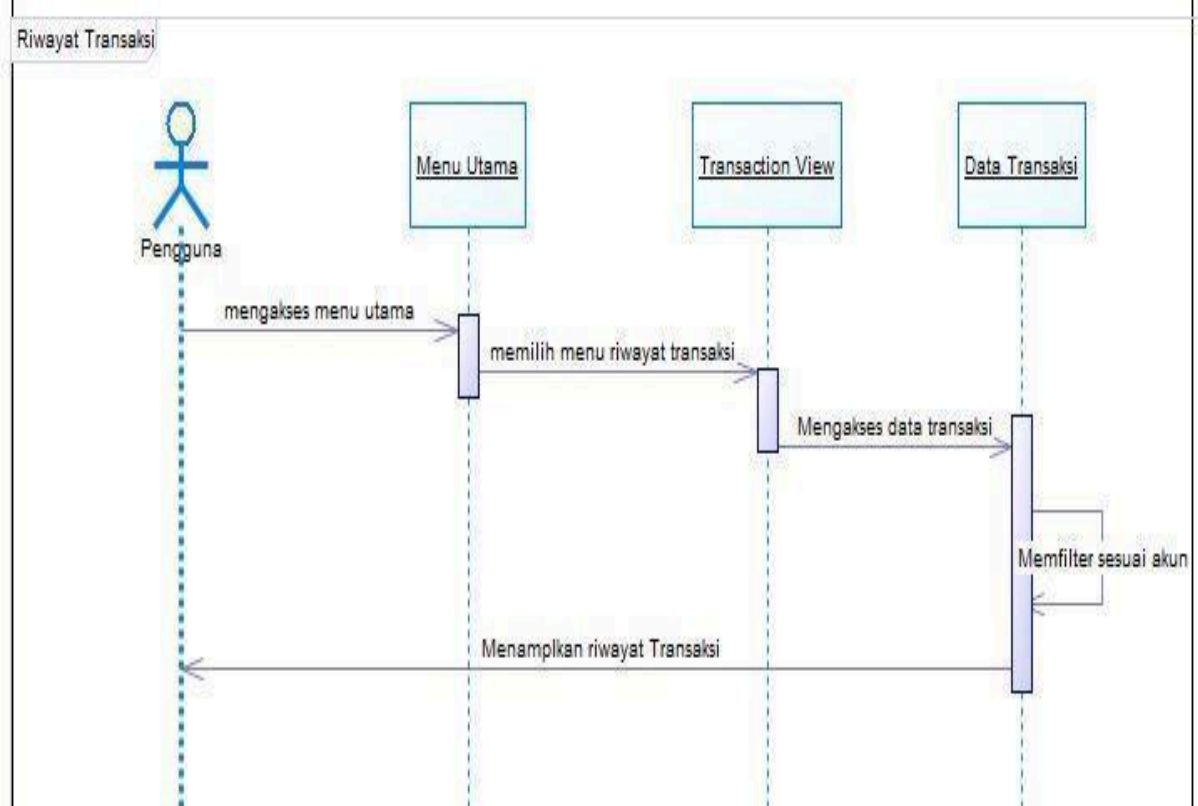 Riwayat Transaksi
Menu Utama
Transaction View
Data Transaksi
Pengguna
mengakses menu utama
memilih menu riwayat transaksi
Mengakses data transaksi
Memfilter sesuai akun
Menamplkan riwayat Transaksi